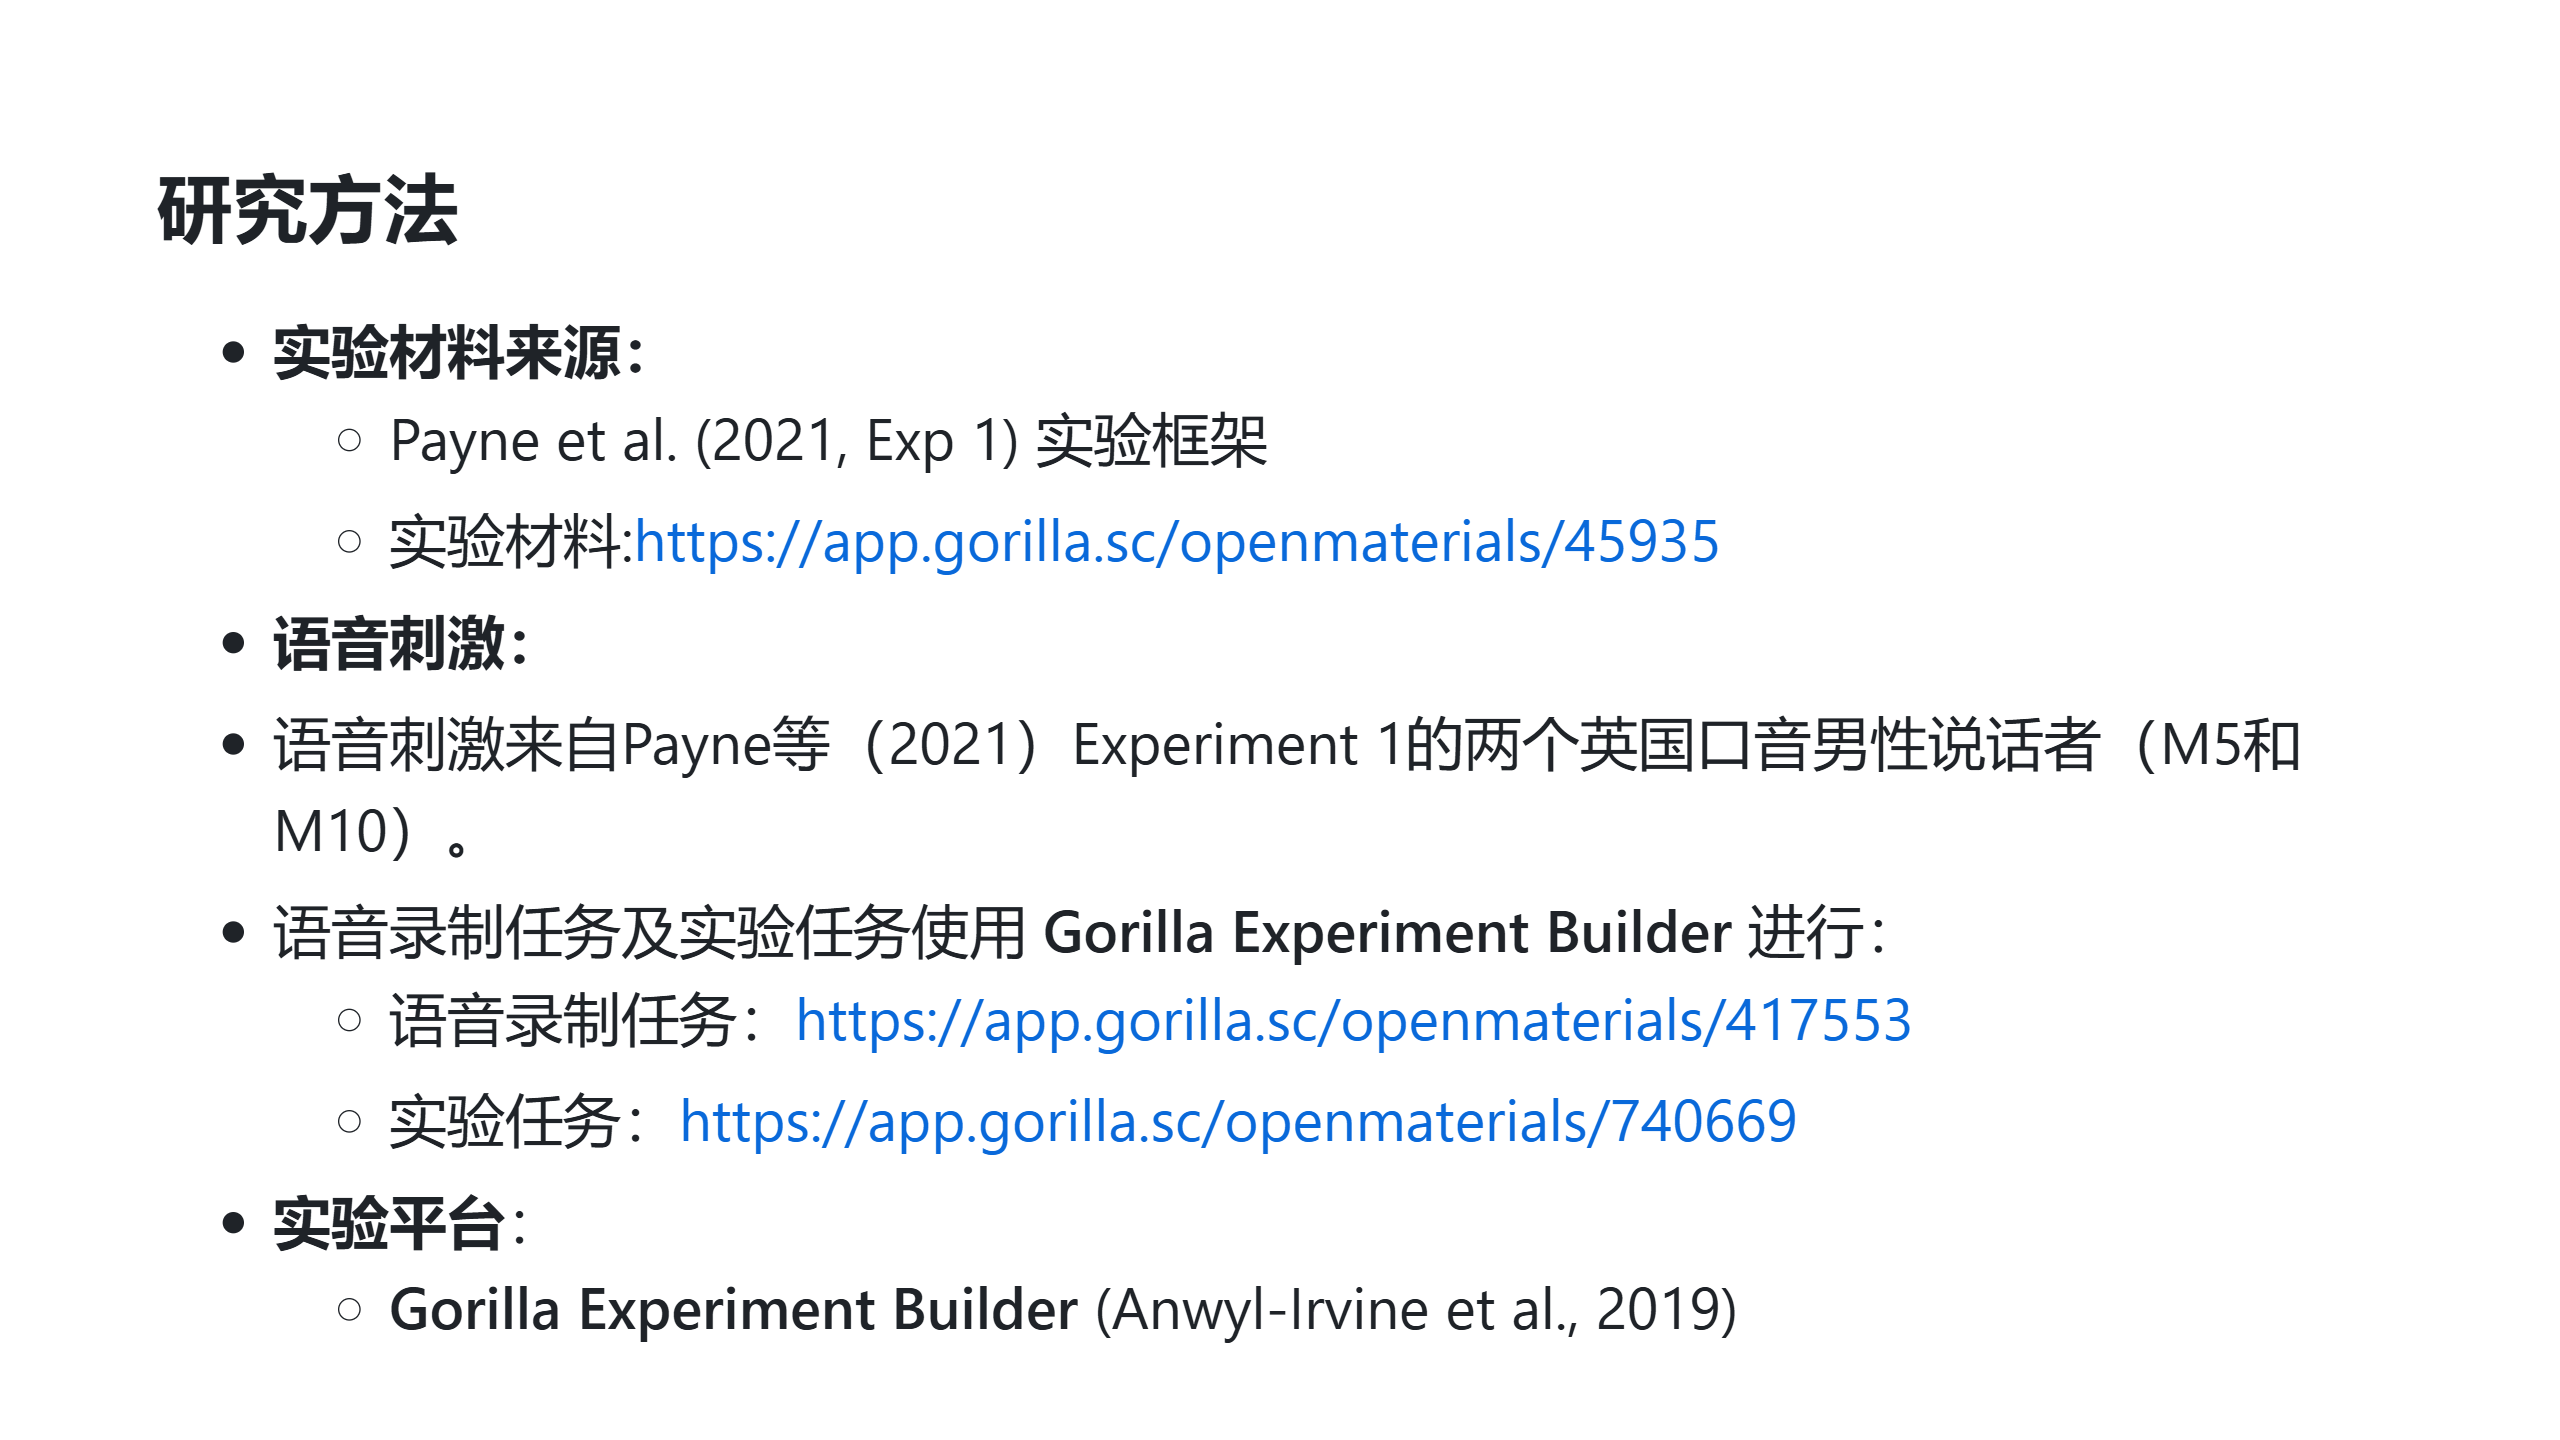 研究方法
实验材料来源：
Payne et al. (2021, Exp 1) 实验框架
实验材料:https://app.gorilla.sc/openmaterials/45935
语音刺激：
语音刺激来自Payne等（2021）Experiment 1的两个英国口音男性说话者（M5和
M10）。
语音录制任务及实验任务使用 Gorilla Experiment Builder 进行：
语音录制任务：https://app.gorilla.sc/openmaterials/417553
实验任务：https://app.gorilla.sc/openmaterials/740669
实验平台：
Gorilla Experiment Builder (Anwyl-Irvine et al., 2019)